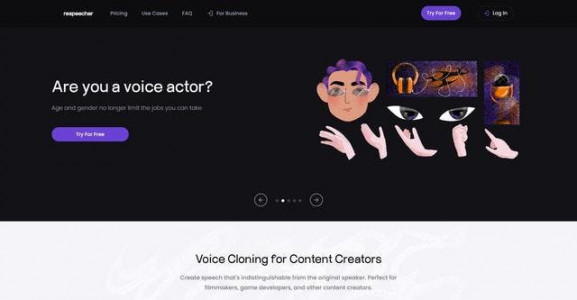 respeecher
Pricing
Use Cases
FAQ
For Business
Try For Free
Log In
Are you a voice actor?
Age and gender no longer limit the jobs you can take
Try For Free
Voice Cloning for Content Creators
Create speech that's indistinguishable from the original speaker. Perfect for
filmmakers, game developers, and other content creators.